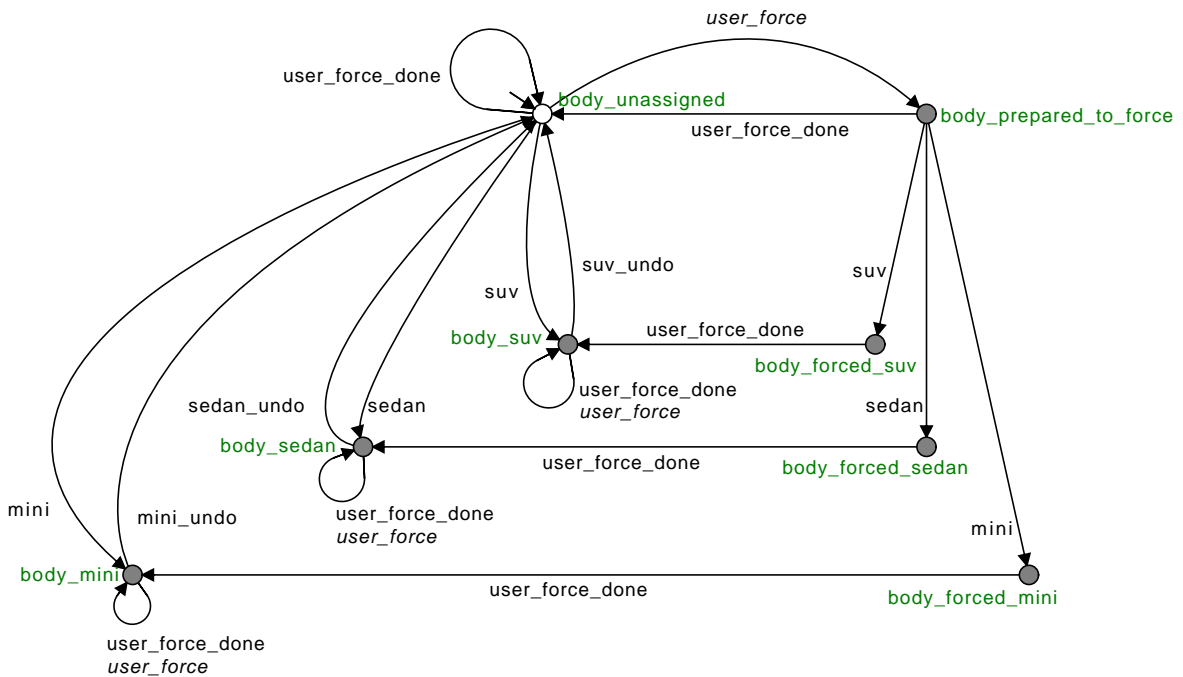 user_force
user_force_done
body_unassigned
body_prepared_to_force
user_force_done
suv_undo
suv
suv
user_force_done
body_suv
body_forced_suv
user_force_done
user_force
sedan_undo
sedan
sedan
body_sedan
user_force_done
body_forced_sedan
mini
mini_undo
user_force_done
user_force
mini
body_mini
user_force_done
body_forced_mini
user_force_done
user_force